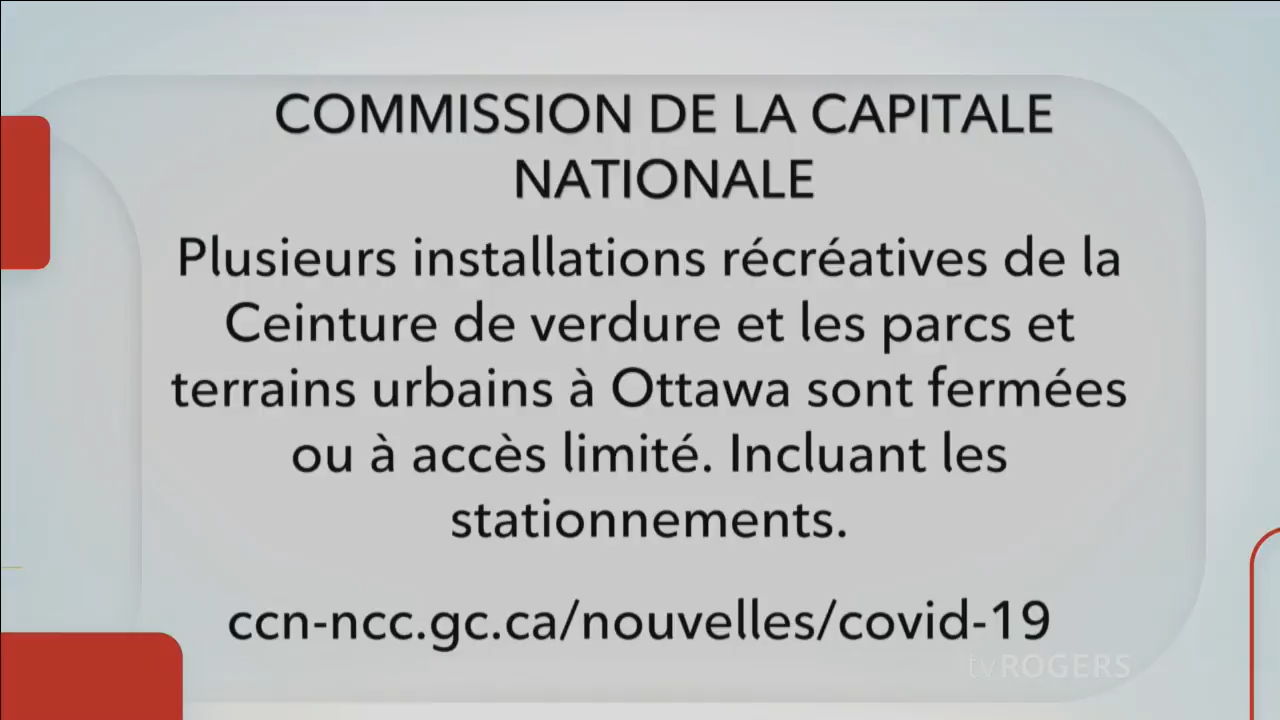 COMMISSION DE LA CAPITALE
NATIONALE
Plusieurs installations récréatives de la
Ceinture de verdure et les parcs et
terrains urbains à Ottawa sont fermées
ou à accès limité. Incluant les
stationnements.
ccn-ncc.gc.ca/nouvelles/covid-19
tvROGERS